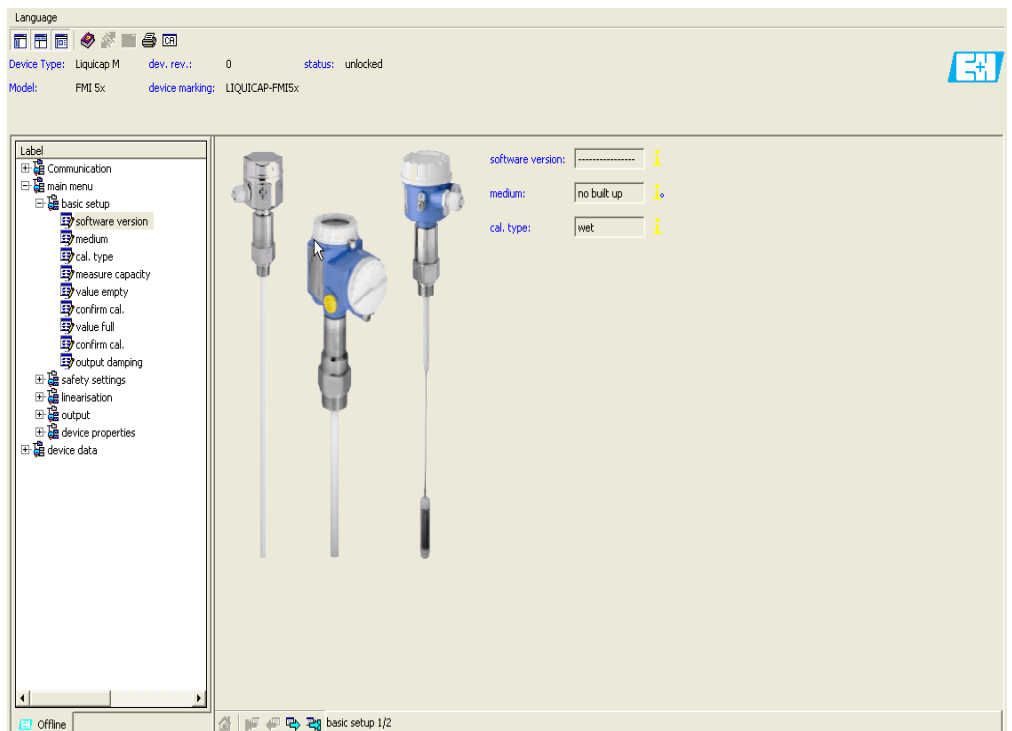 Language
CA
Device Type: Liquicap M dev. rev.: 0 status: unlocked
Model: FMI 5x device marking: LIQUICAP-FMI5x
E+H
Label
Communication
main menu
basic setup
software version
medium
cal. type
measure capacity
value empty
confirm cal.
value full
confirm cal.
output damping
safety settings
linearisation
output
device properties
device data
software version: ---------------
medium: no built up
cal. type: wet
Offline
basic setup 1/2